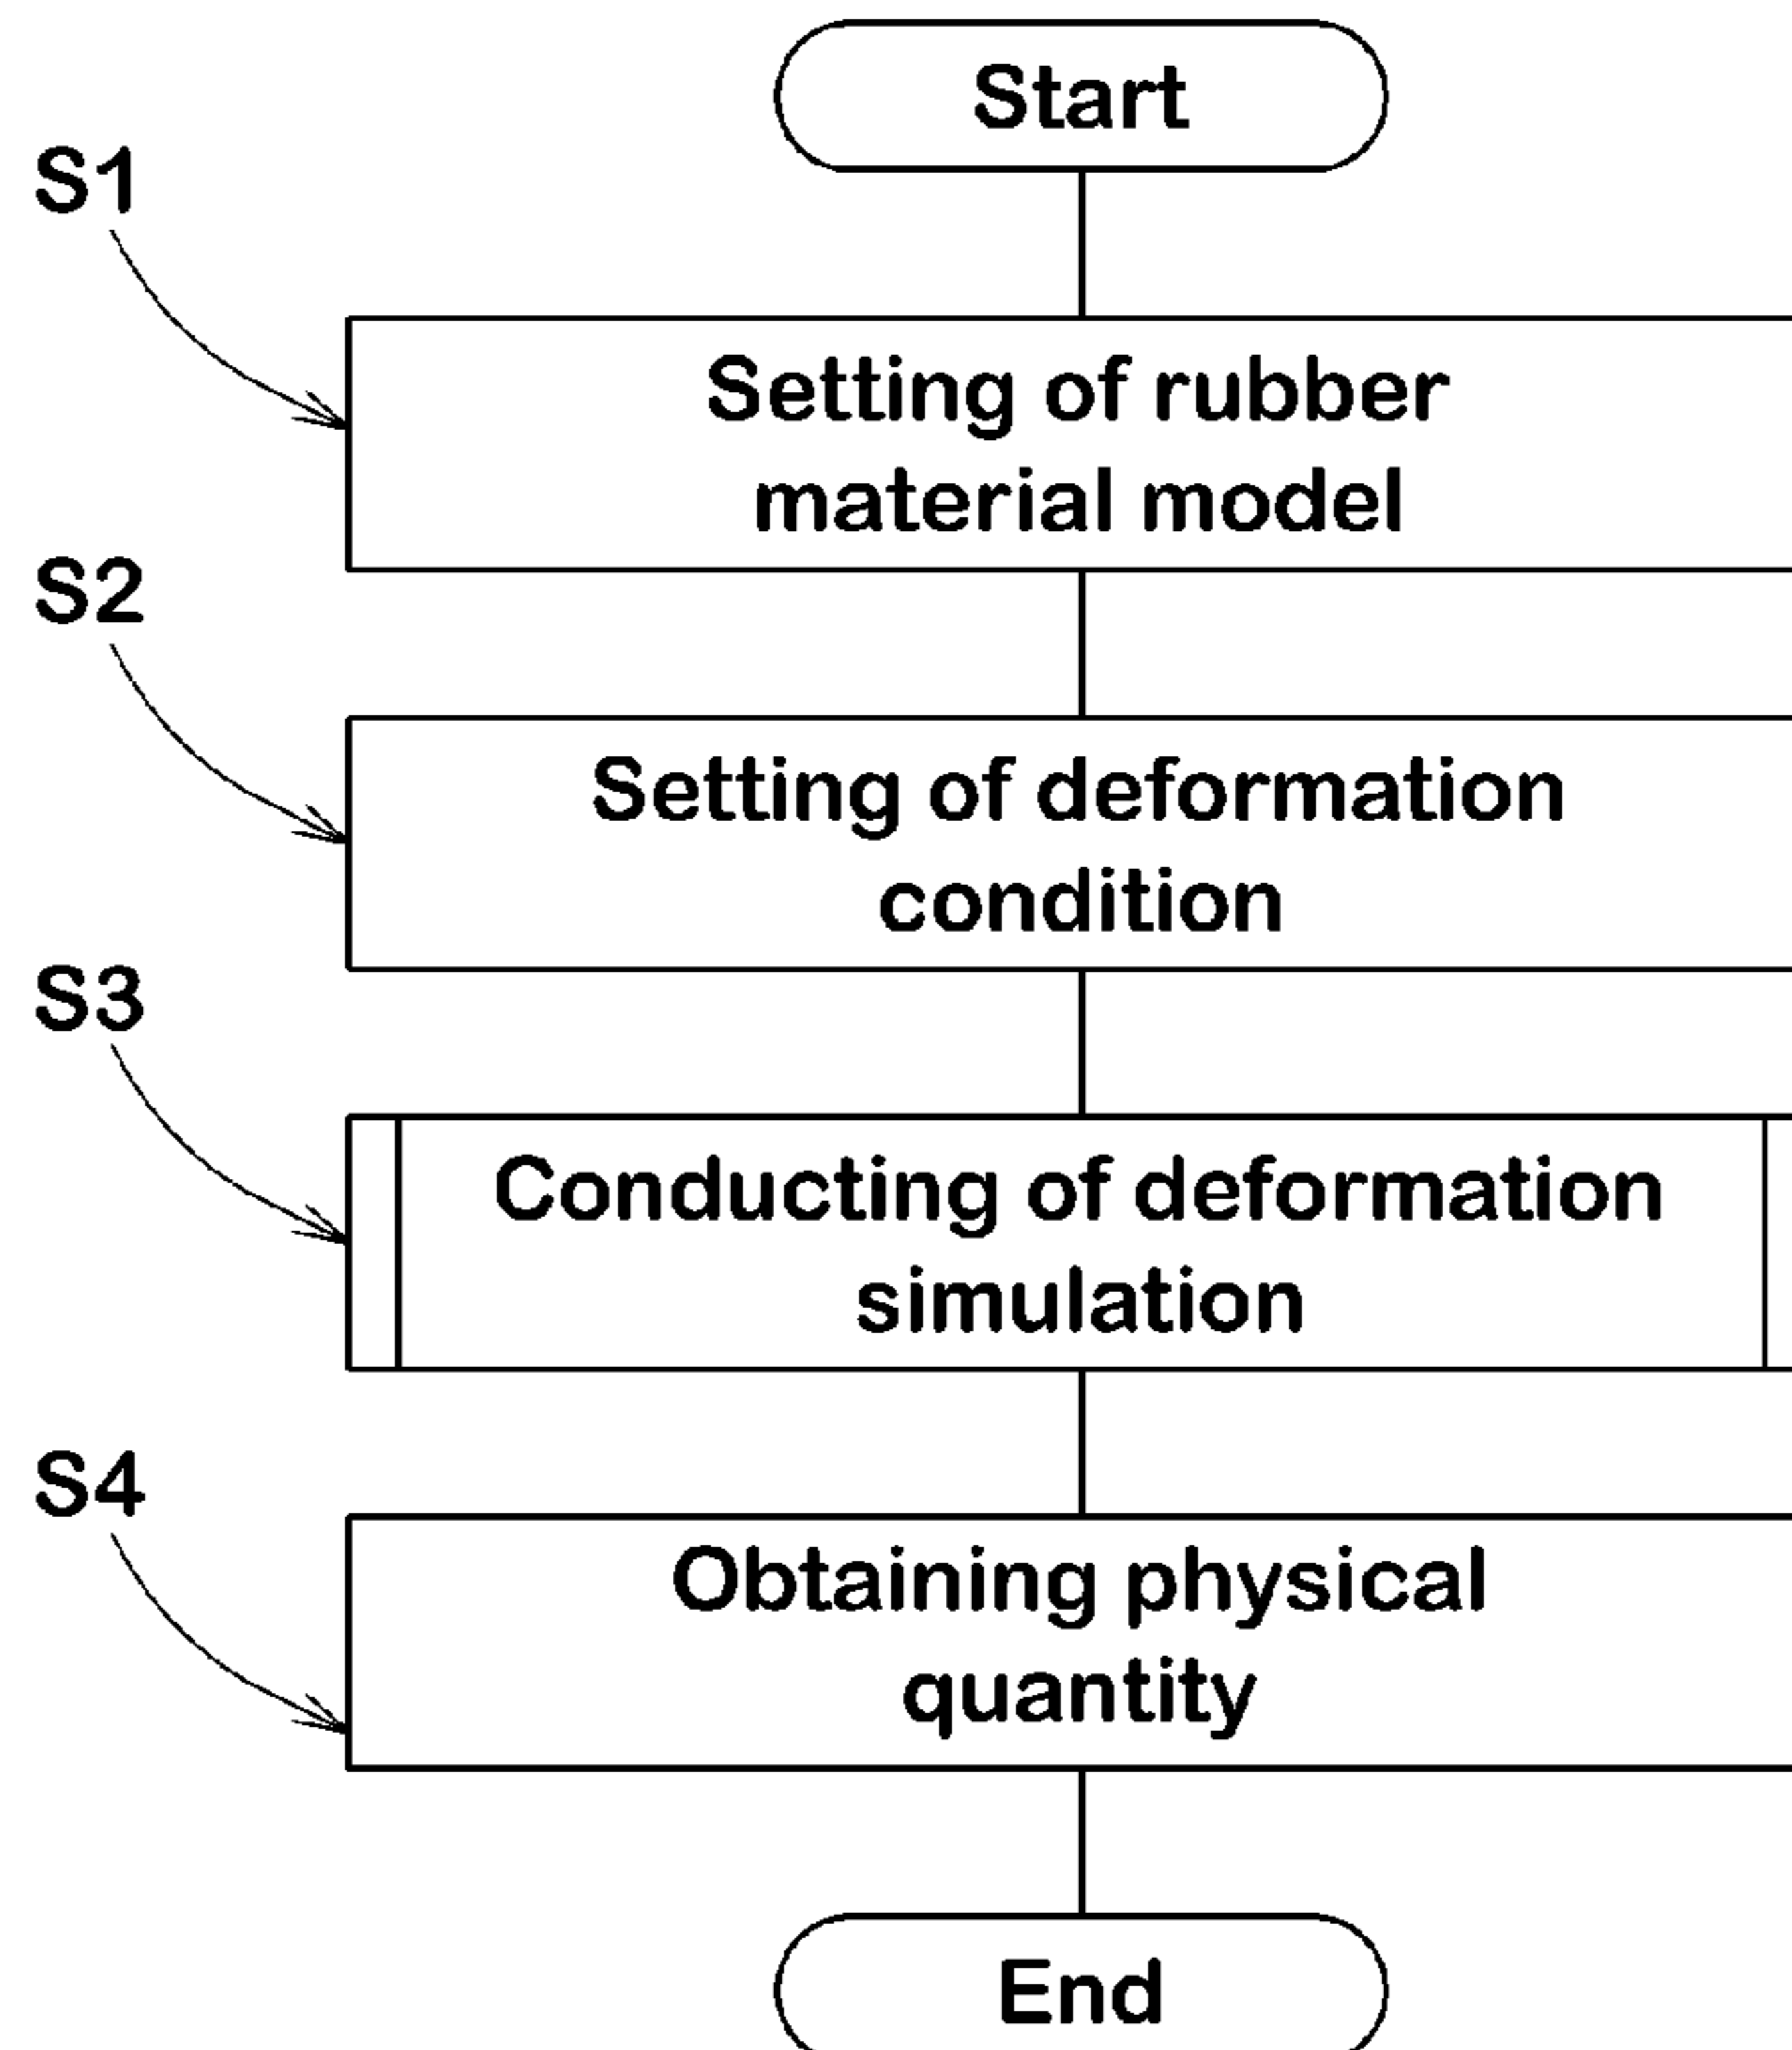 Start
S1
Setting of rubber
material model
S2
Setting of deformation
condition
S3
Conducting of deformation
simulation
S4
Obtaining physical
quantity
End